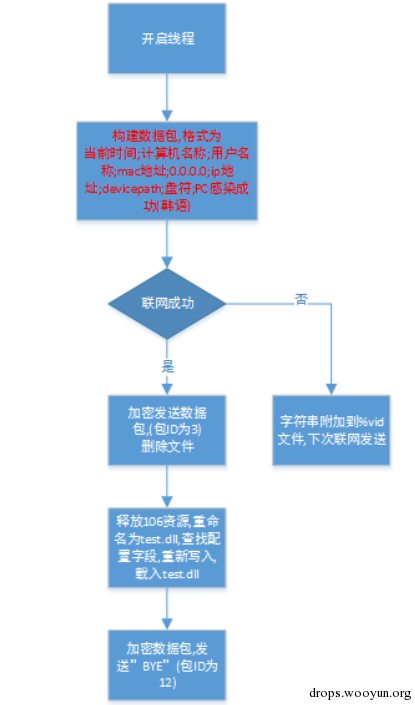 开启线程
构建数据包,格式为
当前时间;计算机名称;用户名
称;mac地址;0.0.0.0;ip地
址;devicepath;盘符;PC感染成
功(韩语)
联网成功
否
是
加密发送数据
包,(包ID为3)
删除文件
字符串附加到%vid
文件,下次联网发送
释放106资源,重命
名为test.dll,查找配
置字段,重新写入,
载入test.dll
加密数据包,发
送”BYE”(包ID为
12)
drops.wooyun.org